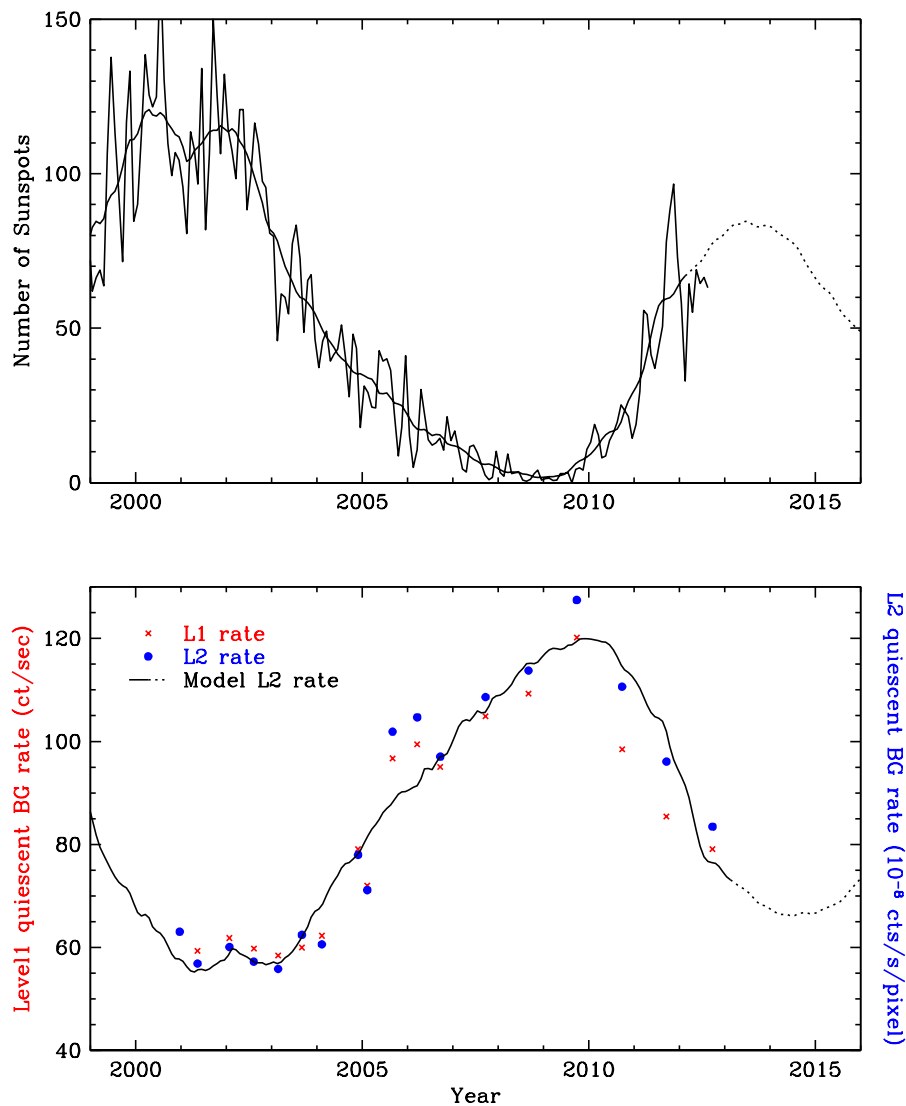 150
100
50
0
Number of Sunspots
2000
2005
2010
2015
L1 rate
L2 rate
Model L2 rate
120
100
80
60
40
Level1 quiescent BG rate (ct/sec)
L2 quiescent BG rate (10⁻⁸ cts/s/pixel)
2000
2005
2010
2015
Year